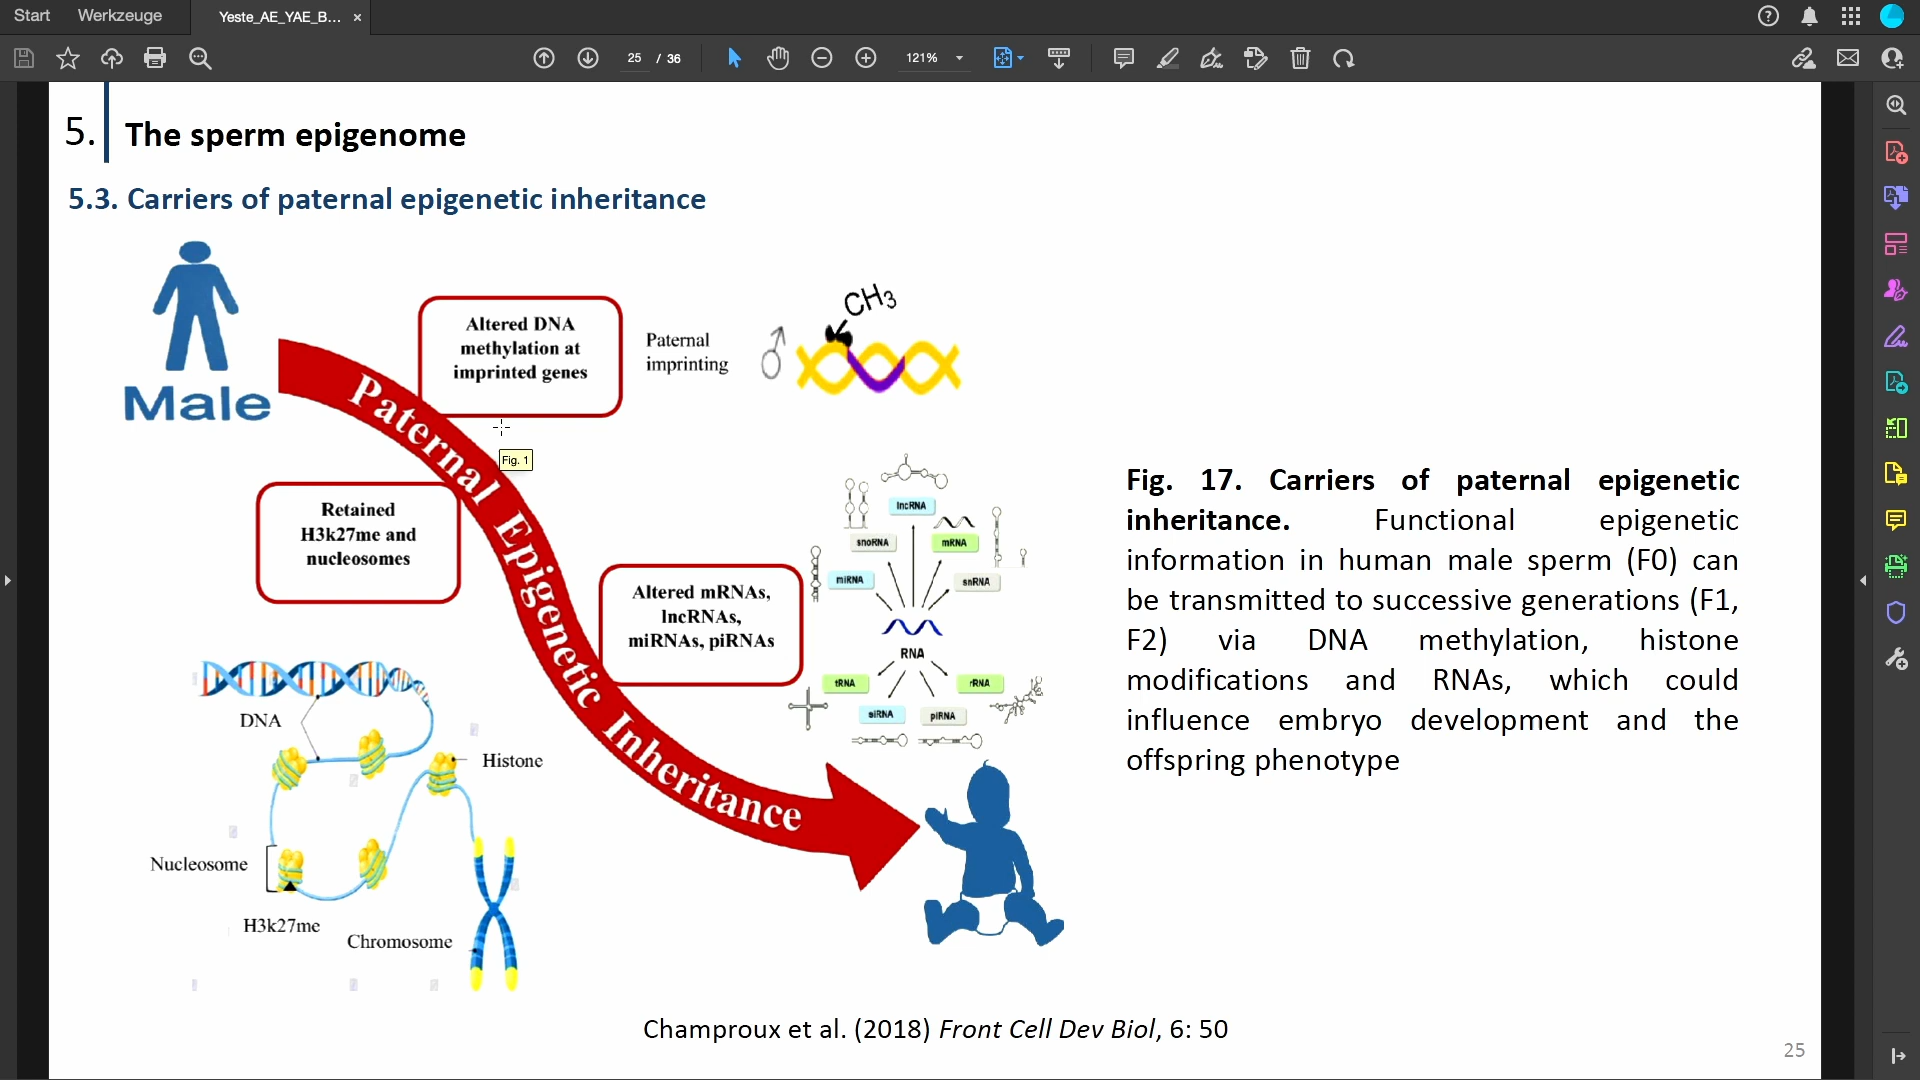 Start
Werkzeuge
Yeste_AE_YAE_B...
25 / 36
121%
5.
The sperm epigenome
5.3. Carriers of paternal epigenetic inheritance
Male
Paternal Epigenetic Inheritance
Altered DNA
methylation at
imprinted genes
Paternal
imprinting
CH3
Fig. 1
Retained
H3k27me and
nucleosomes
Altered mRNAs,
lncRNAs,
miRNAs, piRNAs
lncRNA
snoRNA
mRNA
miRNA
snRNA
RNA
tRNA
rRNA
siRNA
piRNA
DNA
Histone
Nucleosome
H3k27me
Chromosome
Fig. 17. Carriers of paternal epigenetic
inheritance. Functional epigenetic
information in human male sperm (F0) can
be transmitted to successive generations (F1,
F2) via DNA methylation, histone
modifications and RNAs, which could
influence embryo development and the
offspring phenotype
Champroux et al. (2018) Front Cell Dev Biol, 6: 50
25